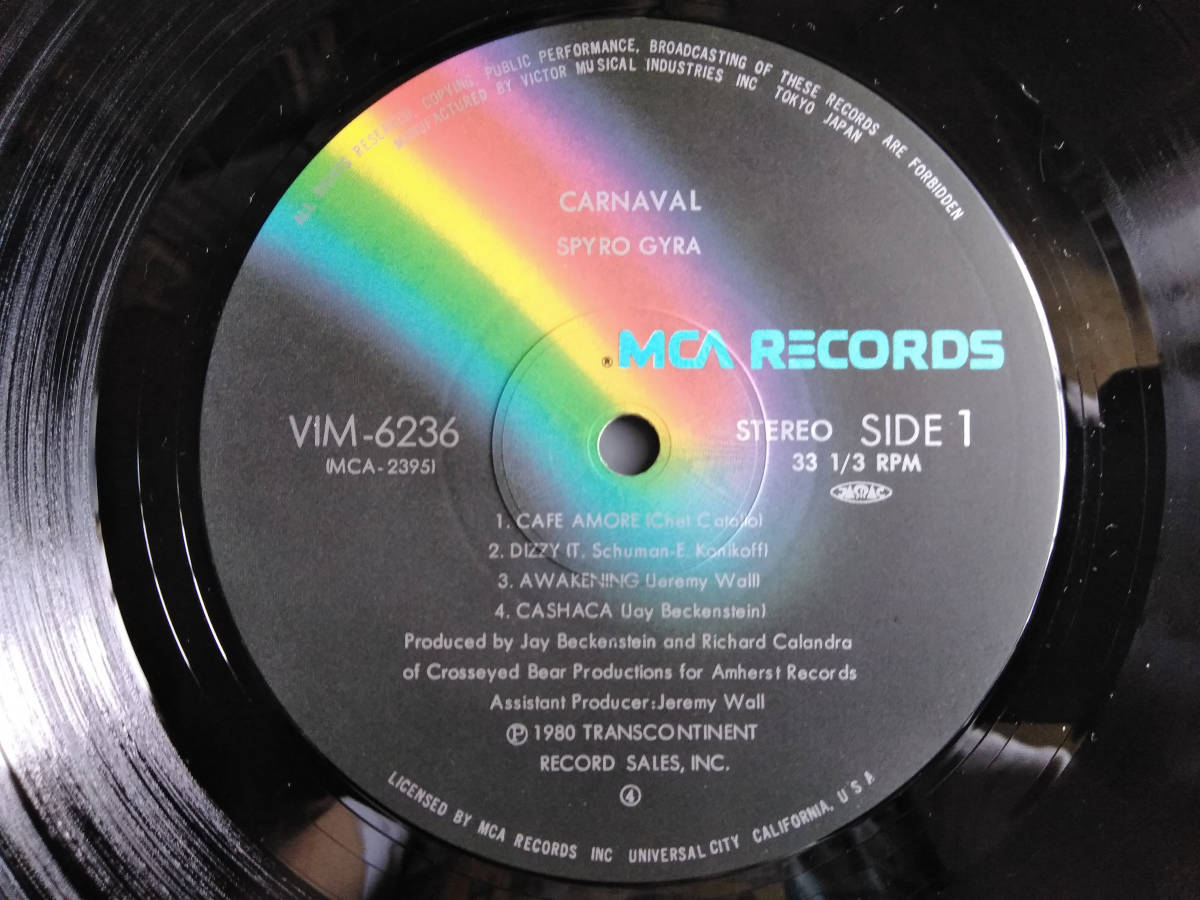 ALL RIGHTS RESERVED, COPYING, PUBLIC PERFORMANCE, BROADCASTING OF THESE RECORDS ARE FORBIDDEN
MANUFACTURED BY VICTOR MUSICAL INDUSTRIES INC TOKYO JAPAN
CARNAVAL
SPYRO GYRA
® MCA RECORDS
VIM-6236
(MCA-2395)
STEREO SIDE 1
33 1/3 RPM
JASRAC
1. CAFE AMORE (Chet Catallo)
2. DIZZY (T. Schuman-E. Konikoff)
3. AWAKENING (Jeremy Wall)
4. CASHACA (Jay Beckenstein)
Produced by Jay Beckenstein and Richard Calandra
of Crosseyed Bear Productions for Amherst Records
Assistant Producer:Jeremy Wall
Ⓟ 1980 TRANSCONTINENT
RECORD SALES, INC.
④
LICENSED BY MCA RECORDS INC UNIVERSAL CITY CALIFORNIA, U S A